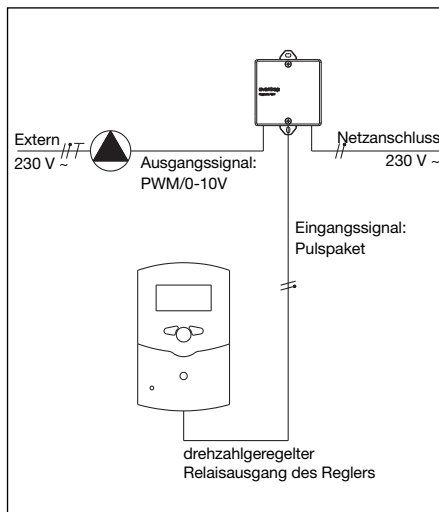 Extern
230 V ~
Ausgangssignal:
PWM/0-10V
Netzanschluss
230 V ~
Eingangssignal:
Pulspaket
drehzahlgeregelter
Relaisausgang des Reglers